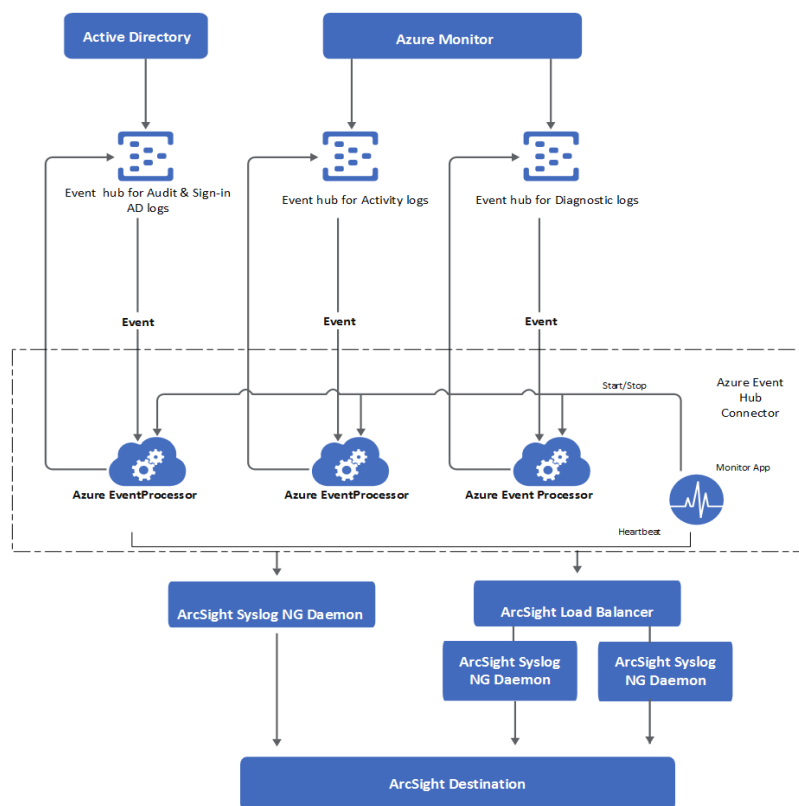 Active Directory
Azure Monitor
Event hub for Audit & Sign-in
AD logs
Event hub for Activity logs
Event hub for Diagnostic logs
Event
Event
Event
Start/Stop
Azure Event
Hub
Connector
Monitor App
Azure EventProcessor
Azure EventProcessor
Azure Event Processor
Heartbeat
ArcSight Syslog NG Daemon
ArcSight Load Balancer
ArcSight Syslog
NG Daemon
ArcSight Syslog
NG Daemon
ArcSight Destination